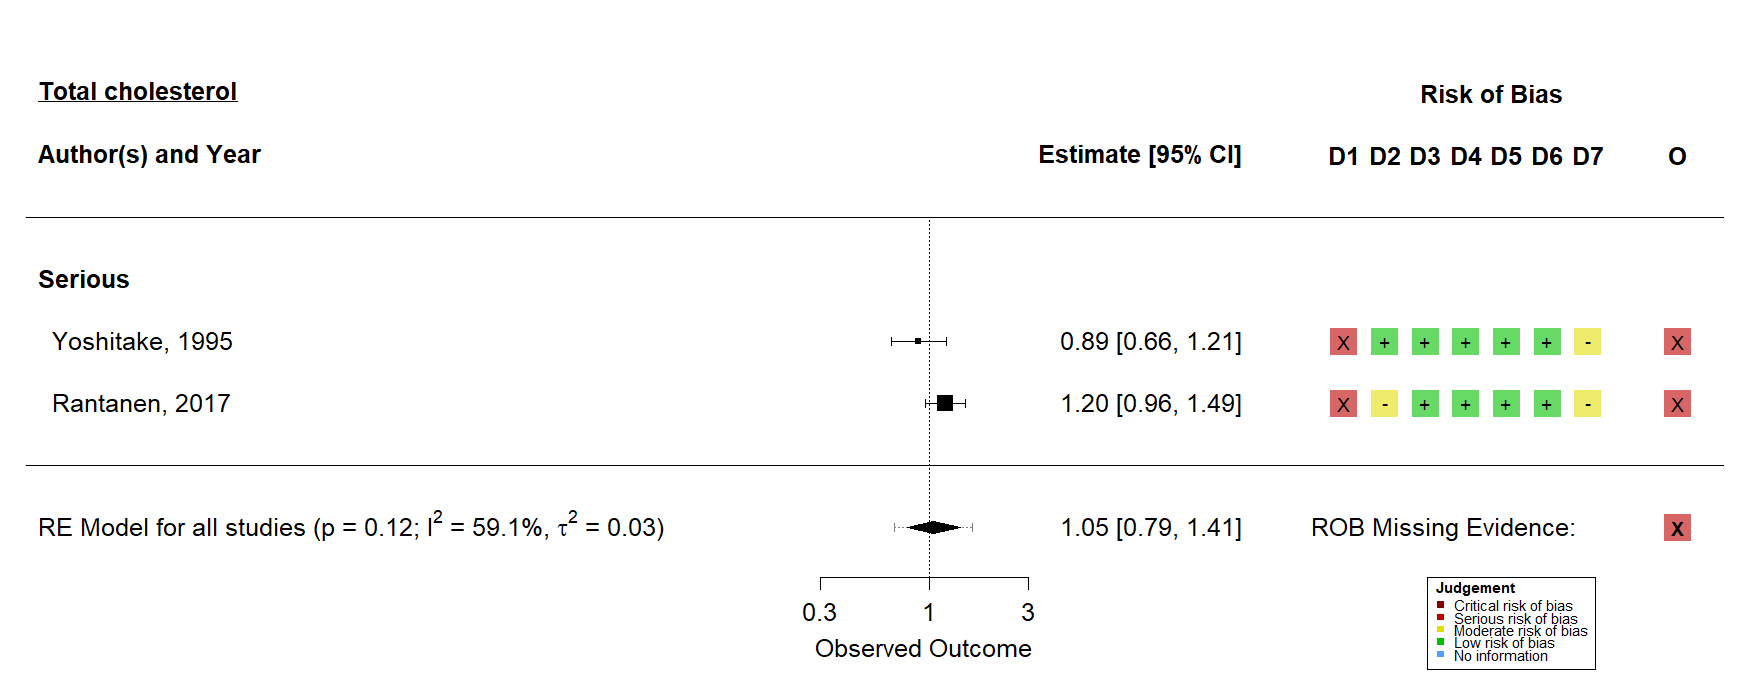 Total cholesterol
Risk of Bias
Author(s) and Year Estimate [95% CI] D1 D2 D3 D4 D5 D6 D7 O
Serious
Yoshitake, 1995 0.89 [0.66, 1.21] X + + + + + - X
Rantanen, 2017 1.20 [0.96, 1.49] X - + + + + - X
RE Model for all studies (p = 0.12; I² = 59.1%, τ² = 0.03) 1.05 [0.79, 1.41] ROB Missing Evidence: X
0.3 1 3
Observed Outcome
Judgement
Critical risk of bias
Serious risk of bias
Moderate risk of bias
Low risk of bias
No information